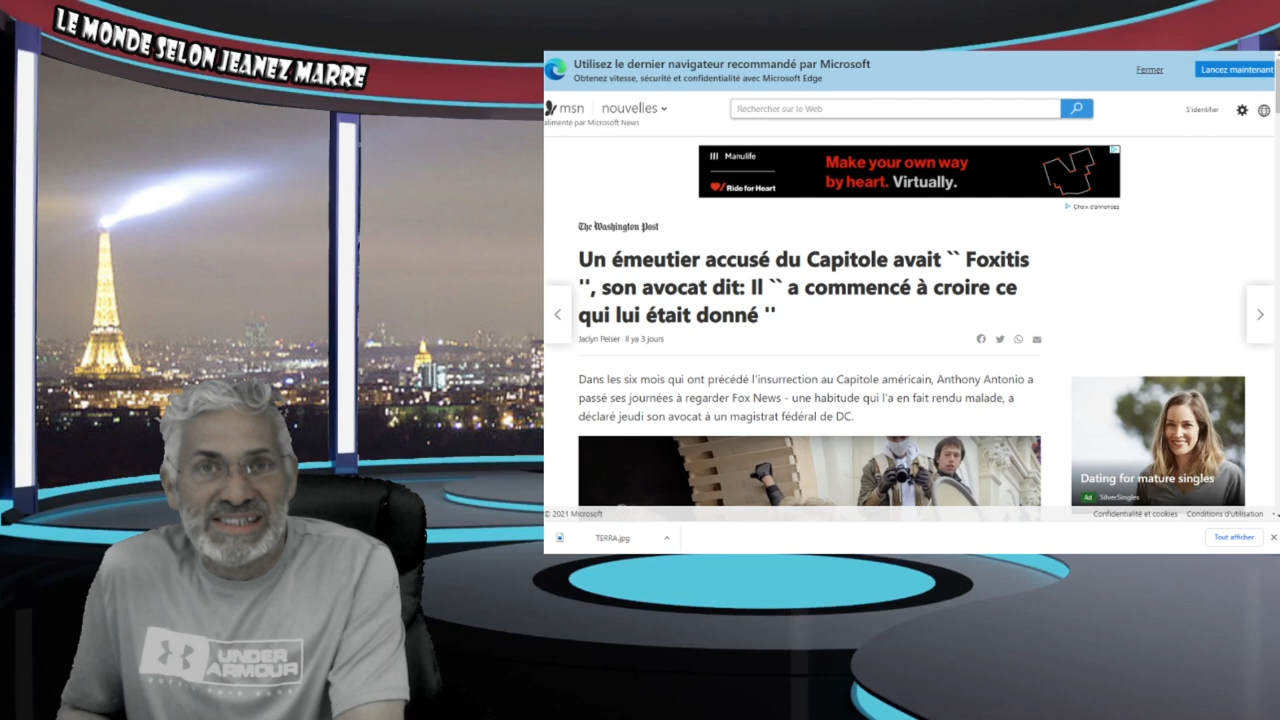 LE MONDE SELON JEANEZ MARRE
Utilisez le dernier navigateur recommandé par Microsoft
Obtenez vitesse, sécurité et confidentialité avec Microsoft Edge
Fermer
Lancez maintenant
msn nouvelles
alimenté par Microsoft News
Rechercher sur le Web
S'identifier
Manulife
Ride for Heart
Make your own way
by heart. Virtually.
Choix d'annonces
The Washington Post
Un émeutier accusé du Capitole avait `` Foxitis
'', son avocat dit: Il `` a commencé à croire ce
qui lui était donné ''
Jaclyn Peiser · Il ya 3 jours
Dans les six mois qui ont précédé l'insurrection au Capitole américain, Anthony Antonio a
passé ses journées à regarder Fox News - une habitude qui l'a en fait rendu malade, a
déclaré jeudi son avocat à un magistrat fédéral de DC.
Dating for mature singles
Ad SilverSingles
© 2021 Microsoft
Confidentialité et cookies Conditions d'utilisation
TERRA.jpg
Tout afficher
UNDER
ARMOUR